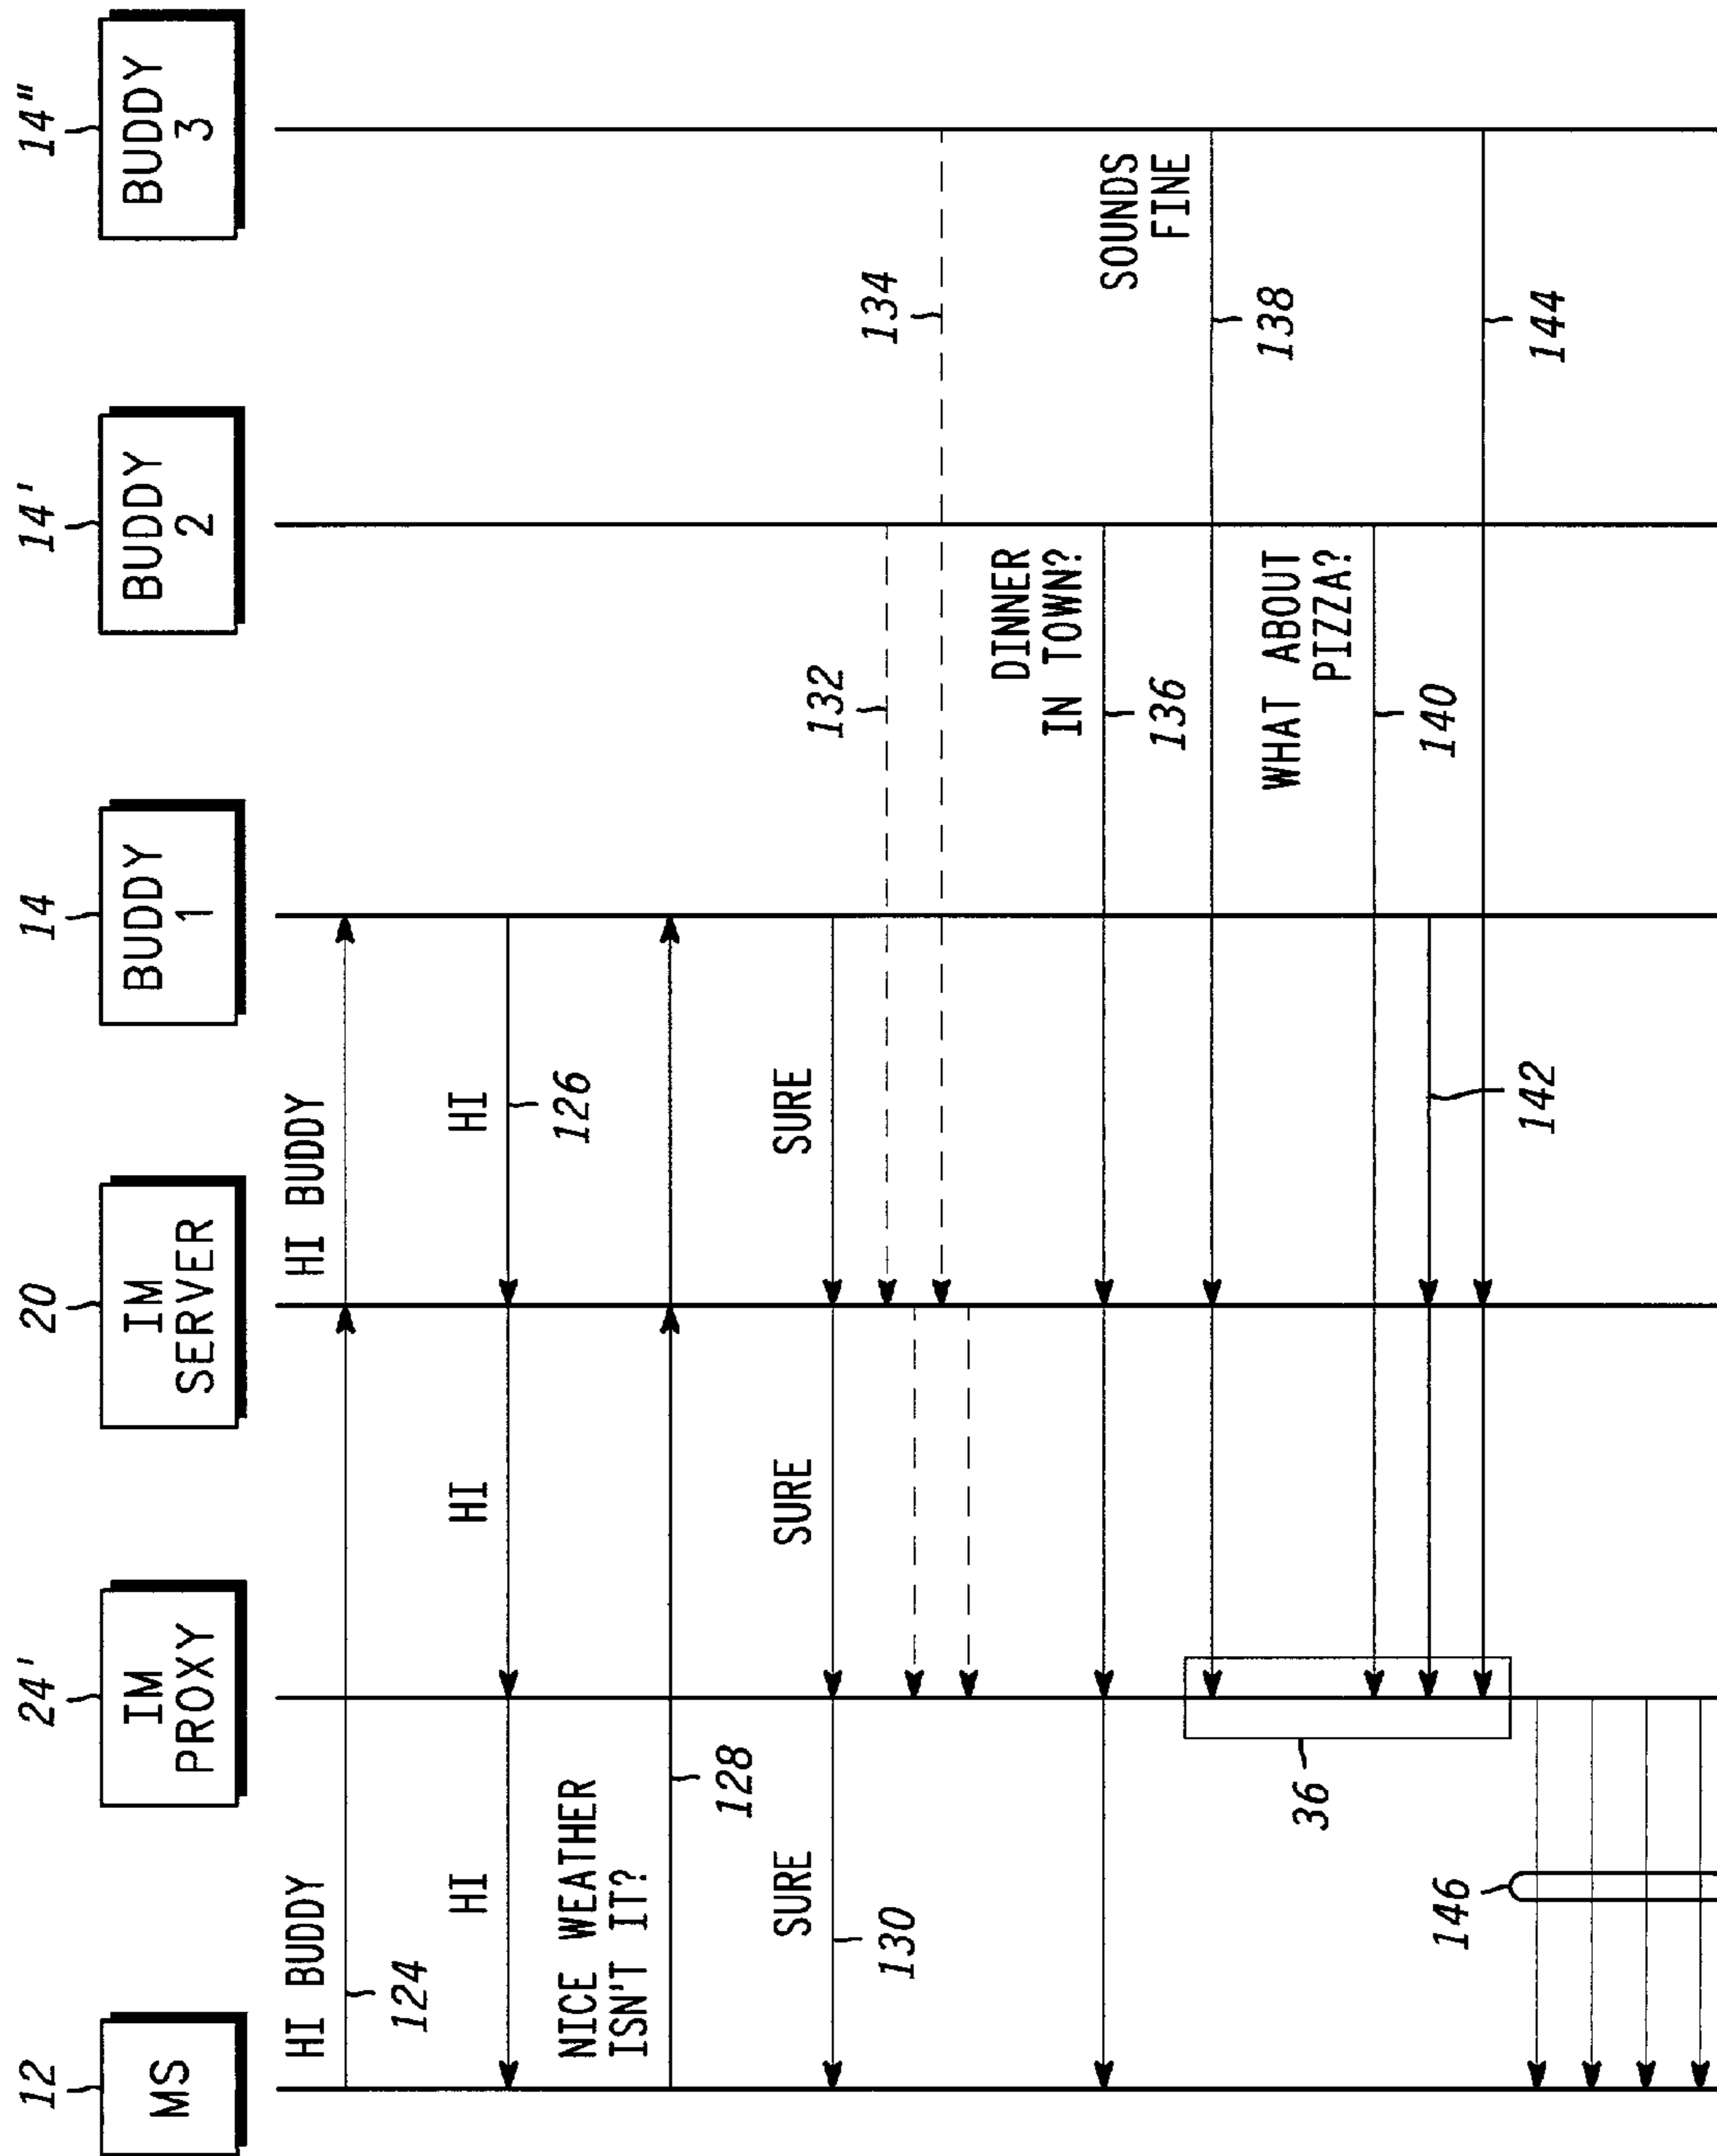 12
24'
20
14
14'
14"
MS
IM
PROXY
IM
SERVER
BUDDY
1
BUDDY
2
BUDDY
3
HI BUDDY
HI BUDDY
124
HI
HI
HI
126
NICE WEATHER
ISN'T IT?
128
SURE
SURE
SURE
130
132
134
DINNER
IN TOWN?
136
SOUNDS
FINE
138
WHAT ABOUT
PIZZA?
36
140
146
142
144